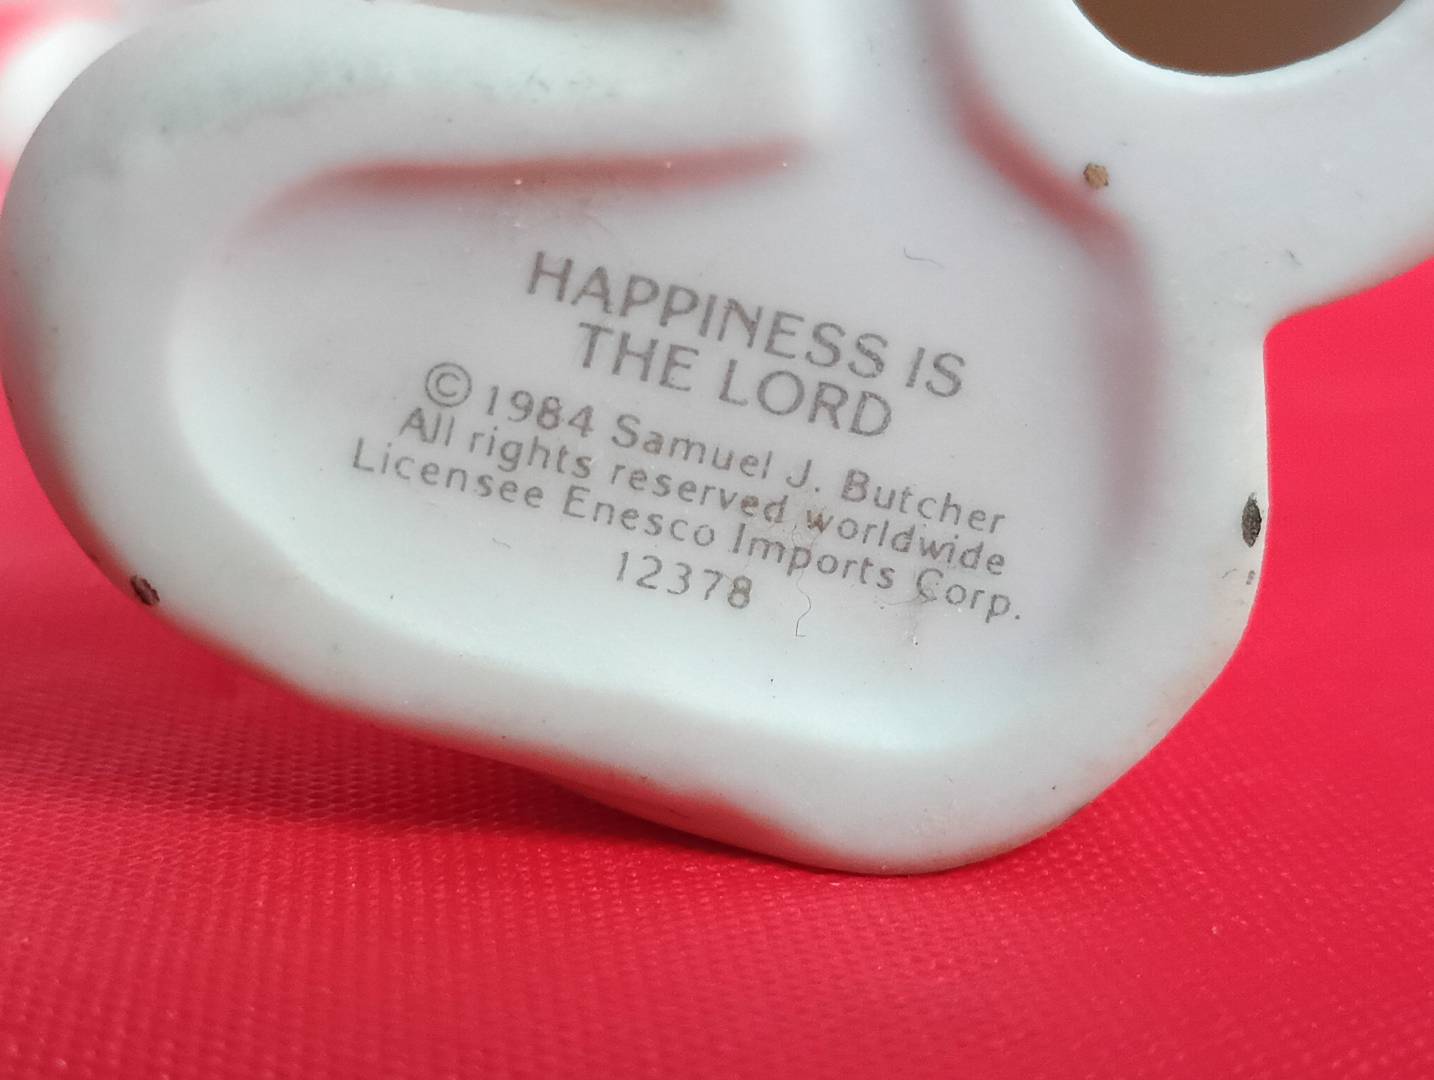 HAPPINESS IS
THE LORD
© 1984 Samuel J. Butcher
All rights reserved worldwide
Licensee Enesco Imports Corp.
12378